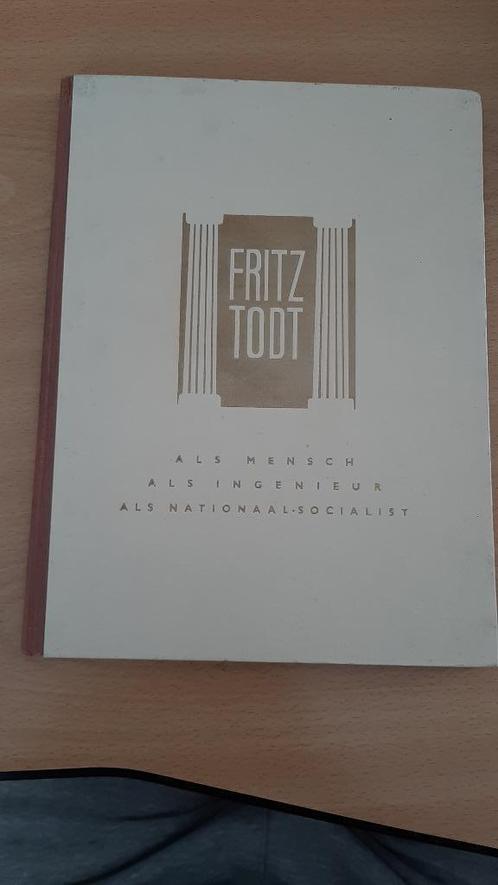 FRITZ
TODT
ALS MENSCH
ALS INGENIEUR
ALS NATIONAAL-SOCIALIST